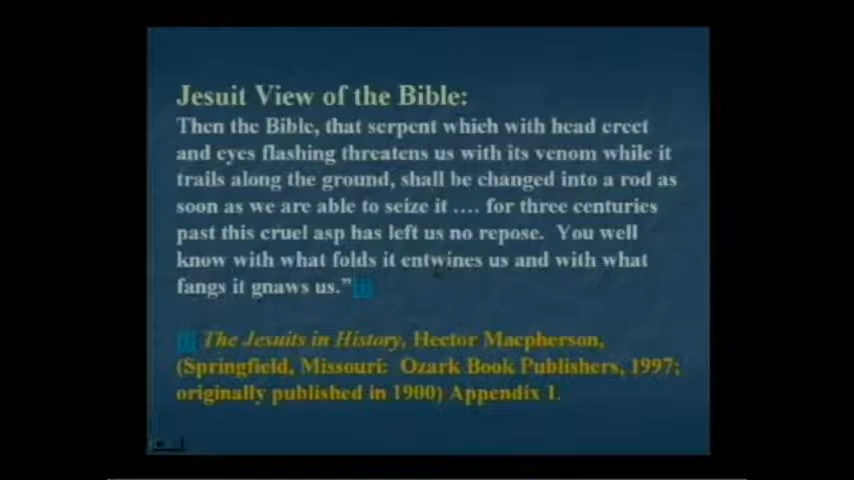 Jesuit View of the Bible:
Then the Bible, that serpent which with head erect
and eyes flashing threatens us with its venom while it
trails along the ground, shall be changed into a rod as
soon as we are able to seize it .... for three centuries
past this cruel asp has left us no repose.  You well
know with what folds it entwines us and with what
fangs it gnaws us.”[i]
[i] The Jesuits in History, Hector Macpherson,
(Springfield, Missouri:  Ozark Book Publishers, 1997;
originally published in 1900) Appendix 1.